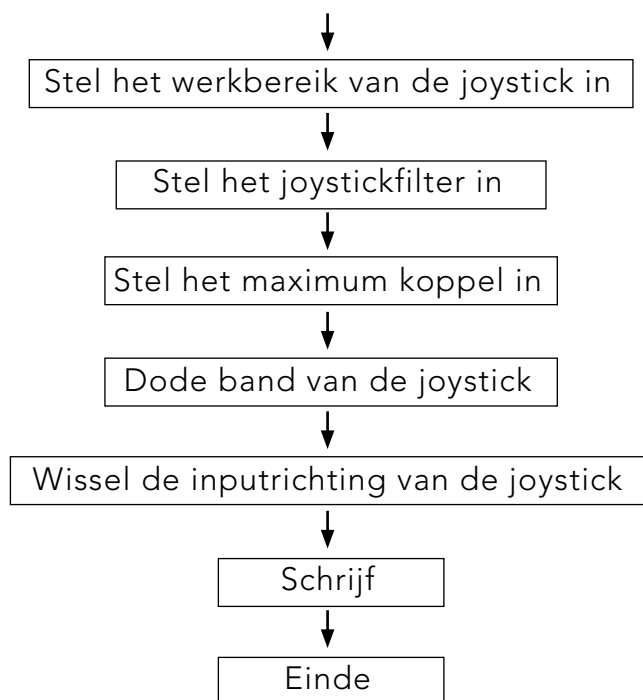 Stel het werkbereik van de joystick in
Stel het joystickfilter in
Stel het maximum koppel in
Dode band van de joystick
Wissel de inputrichting van de joystick
Schrijf
Einde